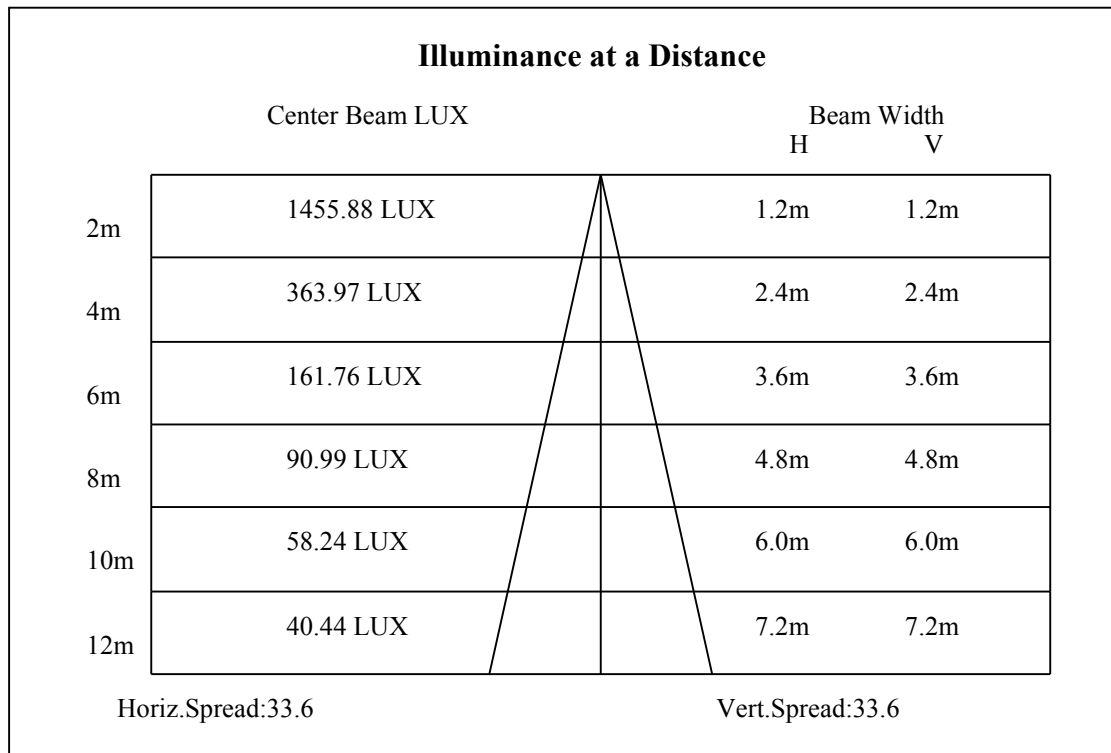 Illuminance at a Distance
Center Beam LUX Beam Width
H V
2m 1455.88 LUX 1.2m 1.2m
4m 363.97 LUX 2.4m 2.4m
6m 161.76 LUX 3.6m 3.6m
8m 90.99 LUX 4.8m 4.8m
10m 58.24 LUX 6.0m 6.0m
12m 40.44 LUX 7.2m 7.2m
Horiz.Spread:33.6 Vert.Spread:33.6